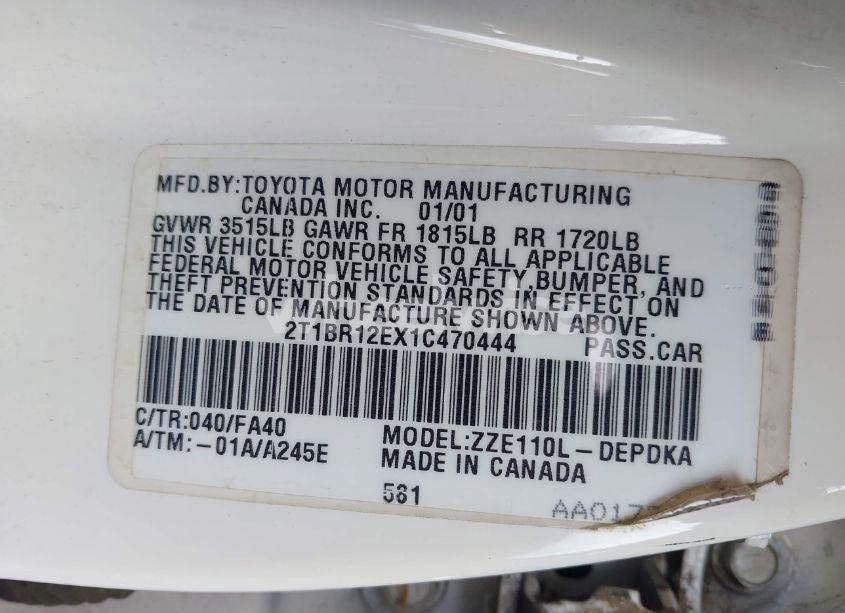 MFD.BY:TOYOTA MOTOR MANUFACTURING
CANADA INC. 01/01
GVWR 3515LB GAWR FR 1815LB RR 1720LB
THIS VEHICLE CONFORMS TO ALL APPLICABLE
FEDERAL MOTOR VEHICLE SAFETY,BUMPER, AND
THEFT PREVENTION STANDARDS IN EFFECT ON
THE DATE OF MANUFACTURE SHOWN ABOVE.
2T1BR12EX1C470444 PASS.CAR
C/TR:040/FA40
A/TM:-01A/A245E
MODEL:ZZE110L-DEPDKA
MADE IN CANADA
581